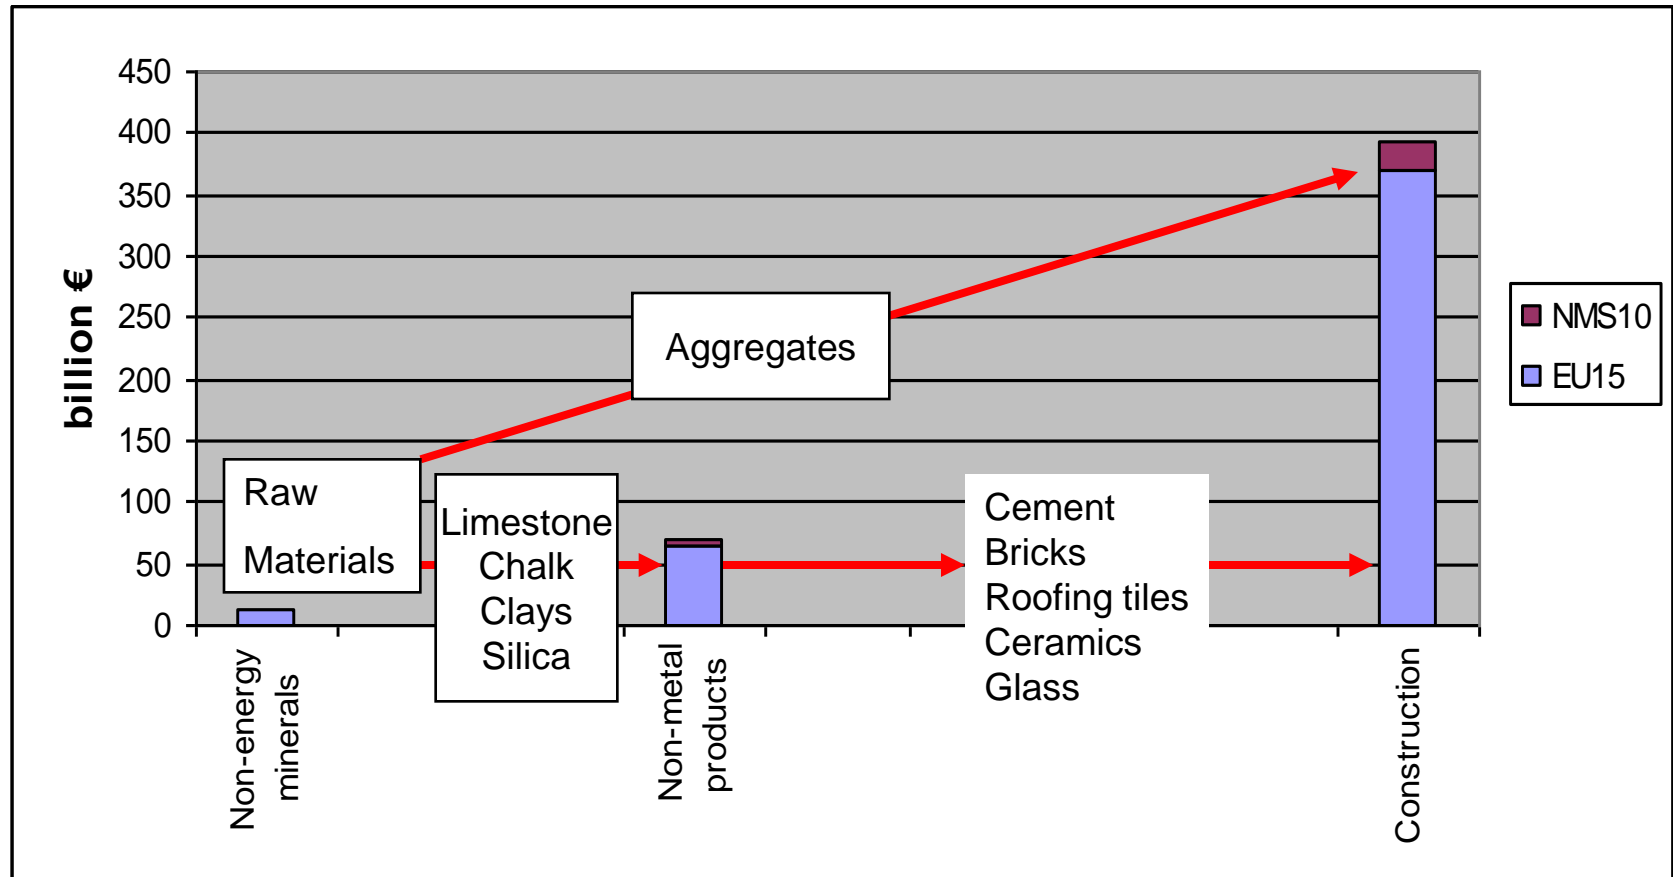 450
400
350
300
250
200
150
100
50
0
billion €
Raw
Materials
Limestone
Chalk
Clays
Silica
Aggregates
Cement
Bricks
Roofing tiles
Ceramics
Glass
Non-energy
minerals
Non-metal
products
Construction
NMS10
EU15